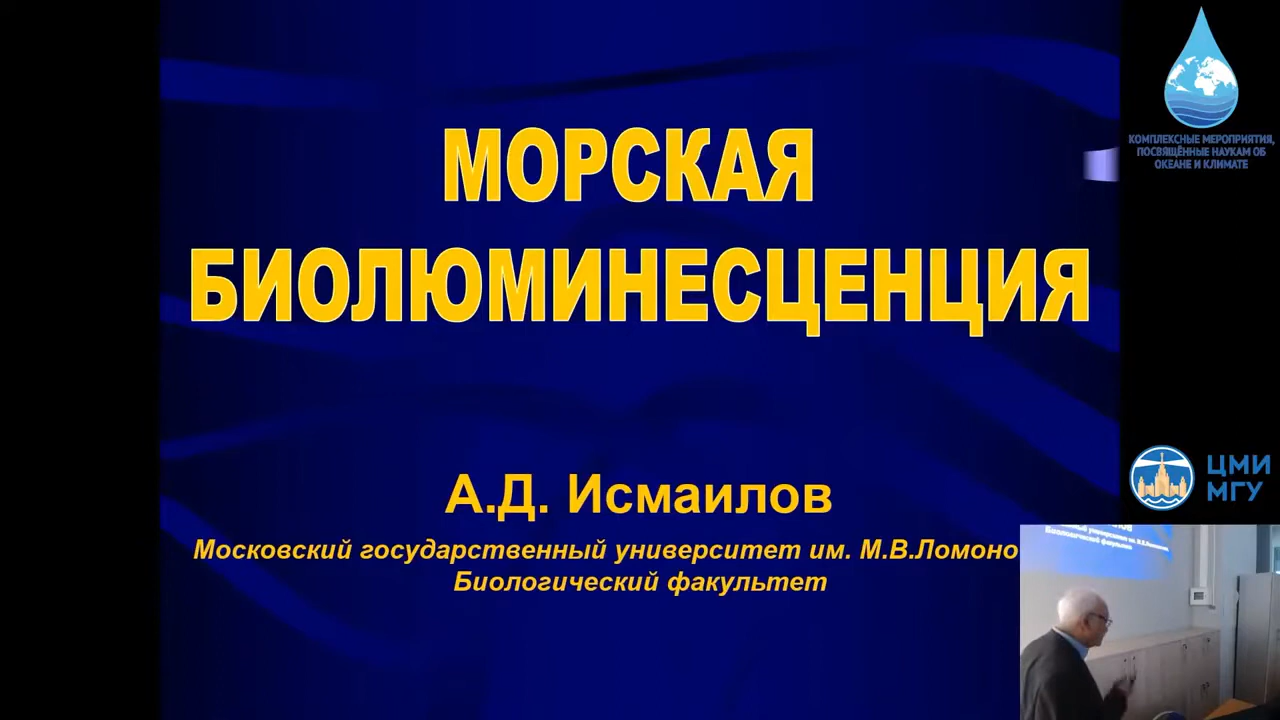 МОРСКАЯ
БИОЛЮМИНЕСЦЕНЦИЯ
А.Д. Исмаилов
Московский государственный университет им. М.В.Ломоно
Биологический факультет
КОМПЛЕКСНЫЕ МЕРОПРИЯТИЯ,
ПОСВЯЩЁННЫЕ НАУКАМ ОБ
ОКЕАНЕ И КЛИМАТЕ
ЦМИ
МГУ